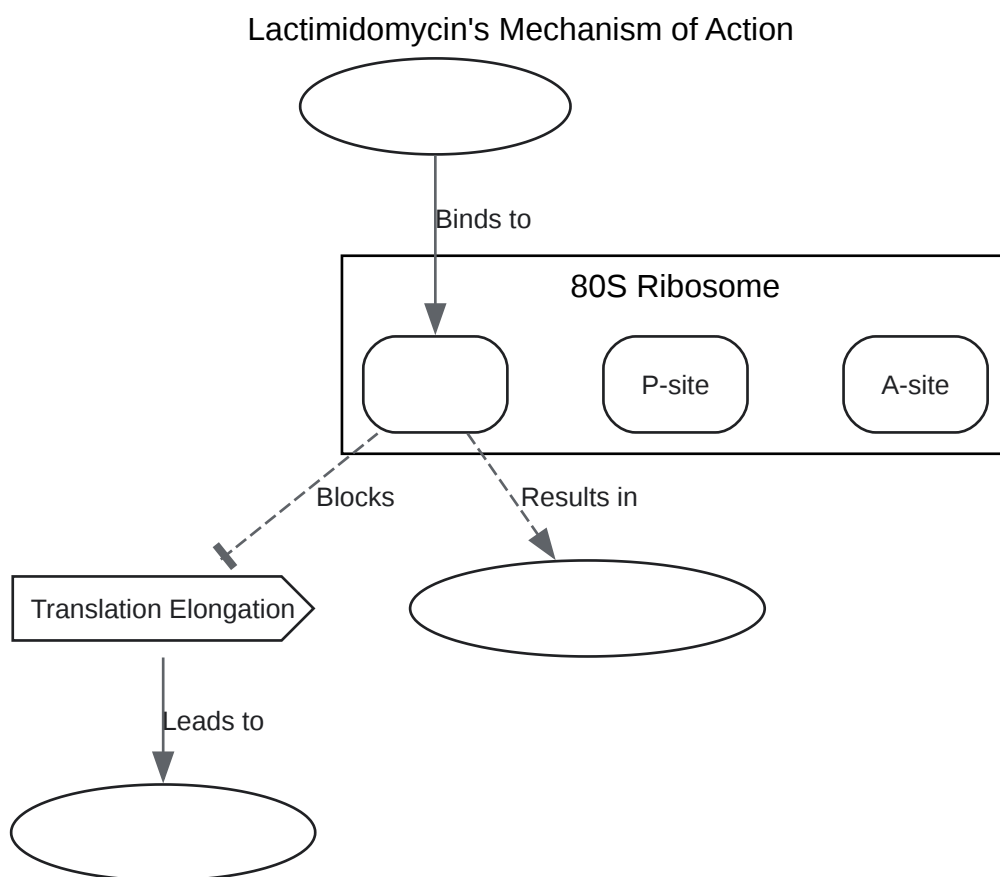 Lactimidomycin's Mechanism of Action
Binds to
80S Ribosome
P-site
A-site
Blocks
Results in
Translation Elongation
Leads to